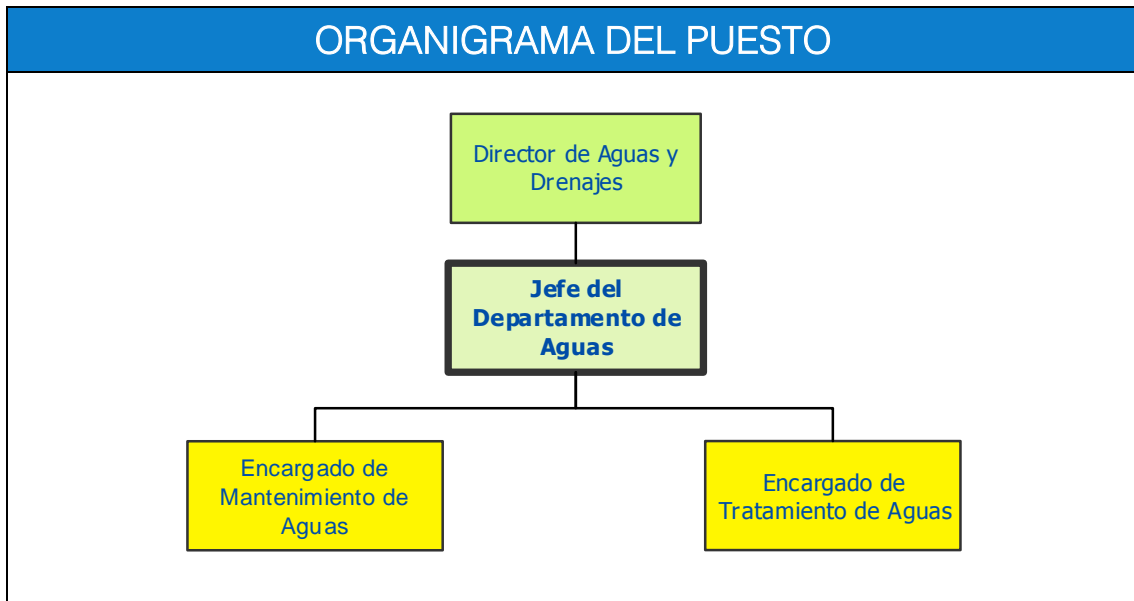 ORGANIGRAMA DEL PUESTO
Director de Aguas y
Drenajes
Jefe del
Departamento de
Aguas
Encargado de
Mantenimiento de
Aguas
Encargado de
Tratamiento de Aguas